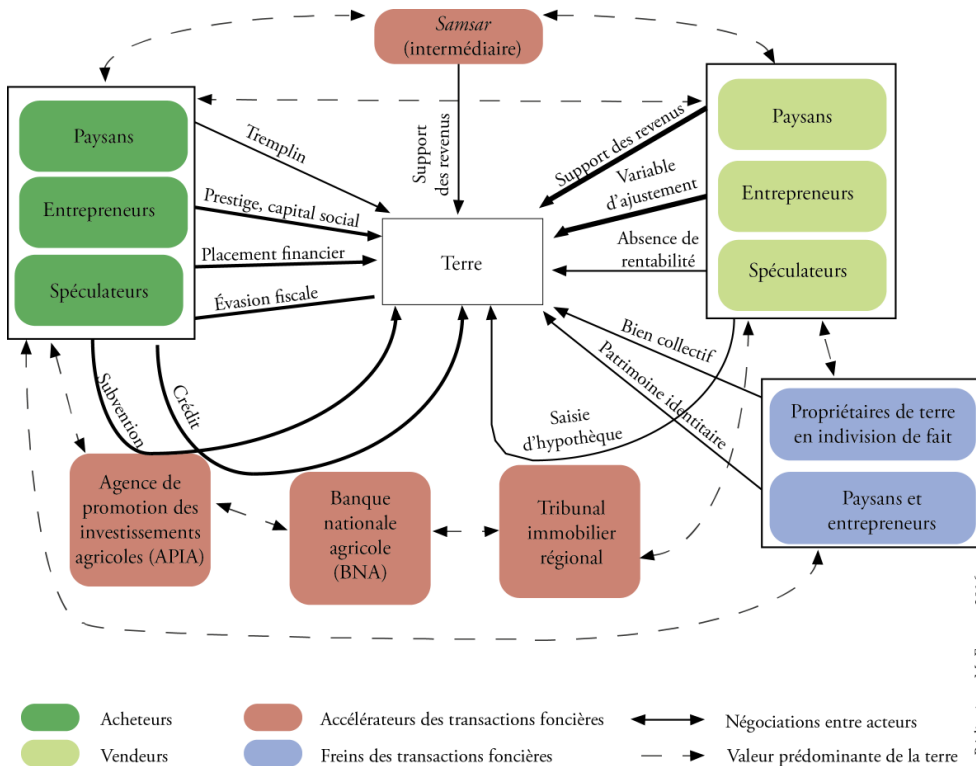 Samsar
(intermédiaire)
Paysans
Entrepreneurs
Spéculateurs
Tremplin
Prestige, capital social
Placement financier
Évasion fiscale
Support
des revenus
Terre
Support des revenus
Variable
d'ajustement
Absence de
rentabilité
Paysans
Entrepreneurs
Spéculateurs
Bien collectif
Patrimoine identitaire
Subvention
Crédit
Saisie
d'hypothèque
Propriétaires de terre
en indivision de fait
Paysans et
entrepreneurs
Agence de
promotion des
investissements
agricoles (APIA)
Banque
nationale
agricole
(BNA)
Tribunal
immobilier
régional
Acheteurs
Accélérateurs des transactions foncières
Négociations entre acteurs
Vendeurs
Freins des transactions foncières
Valeur prédominante de la terre